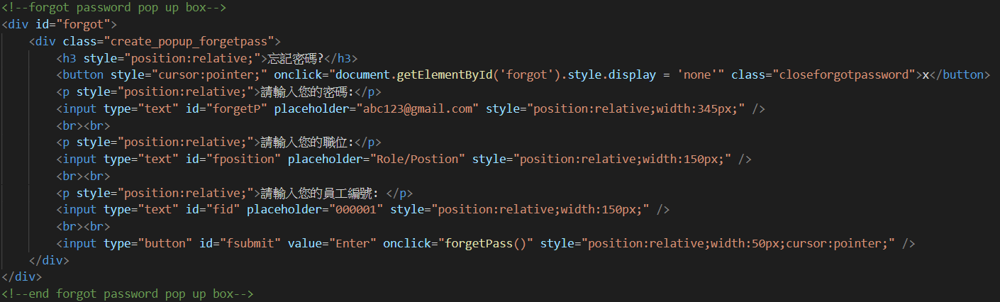 <!--forgot password pop up box-->
<div id="forgot">
<div class="create_popup_forgetpass">
<h3 style="position:relative;">忘記密碼?</h3>
<button style="cursor:pointer;" onclick="document.getElementById('forgot').style.display = 'none'" class="closeforgotpassword">x</button>
<p style="position:relative;">請輸入您的密碼:</p>
<input type="text" id="forgetP" placeholder="abc123@gmail.com" style="position:relative;width:345px;" />
<br><br>
<p style="position:relative;">請輸入您的職位:</p>
<input type="text" id="fposition" placeholder="Role/Postion" style="position:relative;width:150px;" />
<br><br>
<p style="position:relative;">請輸入您的員工編號: </p>
<input type="text" id="fid" placeholder="000001" style="position:relative;width:150px;" />
<br><br>
<input type="button" id="fsubmit" value="Enter" onclick="forgetPass()" style="position:relative;width:50px;cursor:pointer;" />
</div>
</div>
<!--end forgot password pop up box-->